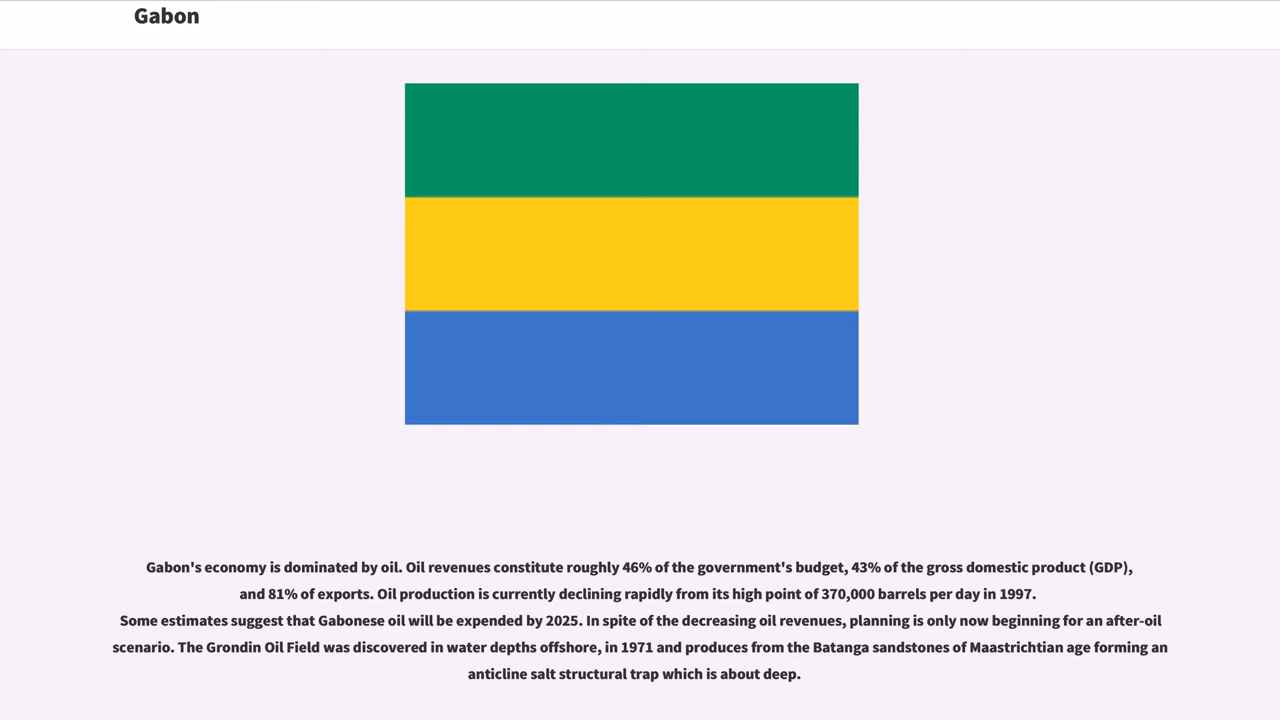 Gabon
Gabon's economy is dominated by oil. Oil revenues constitute roughly 46% of the government's budget, 43% of the gross domestic product (GDP),
and 81% of exports. Oil production is currently declining rapidly from its high point of 370,000 barrels per day in 1997.
Some estimates suggest that Gabonese oil will be expended by 2025. In spite of the decreasing oil revenues, planning is only now beginning for an after-oil
scenario. The Grondin Oil Field was discovered in water depths offshore, in 1971 and produces from the Batanga sandstones of Maastrichtian age forming an
anticline salt structural trap which is about deep.